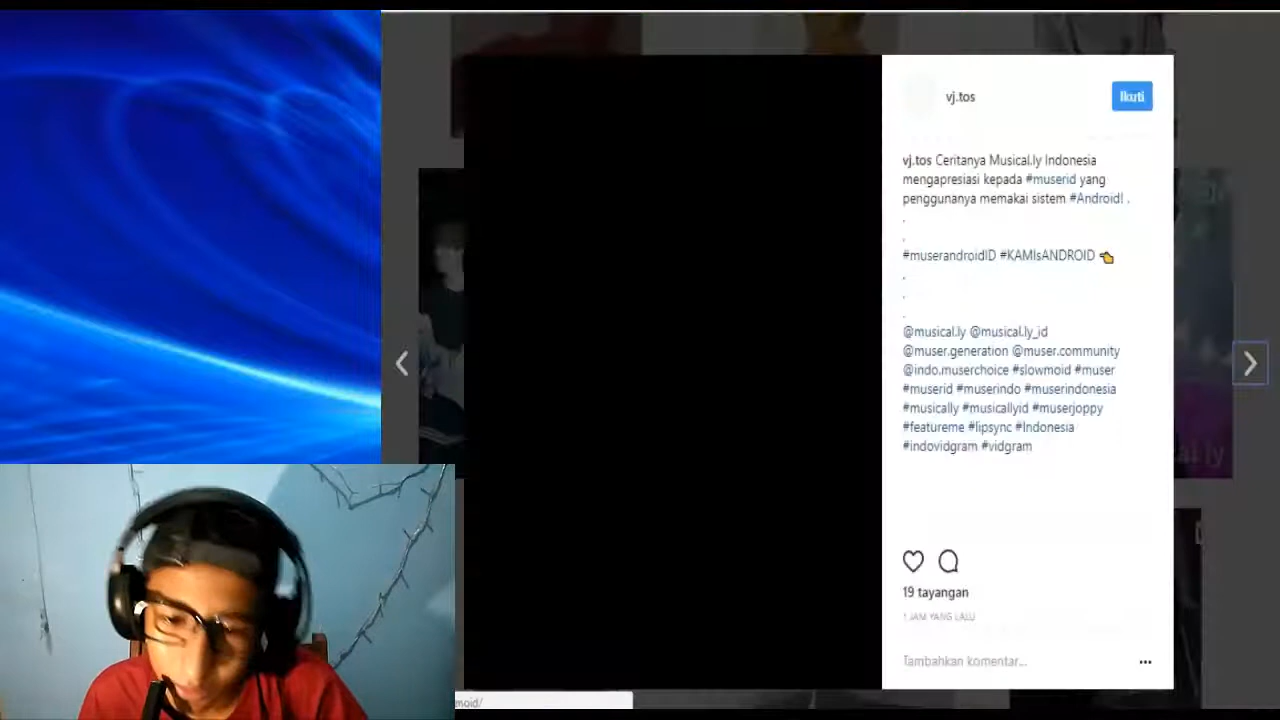 vj.tos
Ikuti
vj.tos Ceritanya Musical.ly Indonesia
mengapresiasi kepada #muserid yang
penggunanya memakai sistem #Android! .
.
.
#muserandroidID #KAMIsANDROID 👈
.
.
.
@musical.ly @musical.ly_id
@muser.generation @muser.community
@indo.muserchoice #slowmoid #muser
#muserid #muserindo #muserindonesia
#musically #musicallyid #muserjoppy
#featureme #lipsync #Indonesia
#indovidgram #vidgram
al.ly
19 tayangan
1 JAM YANG LALU
Tambahkan komentar...
moid/